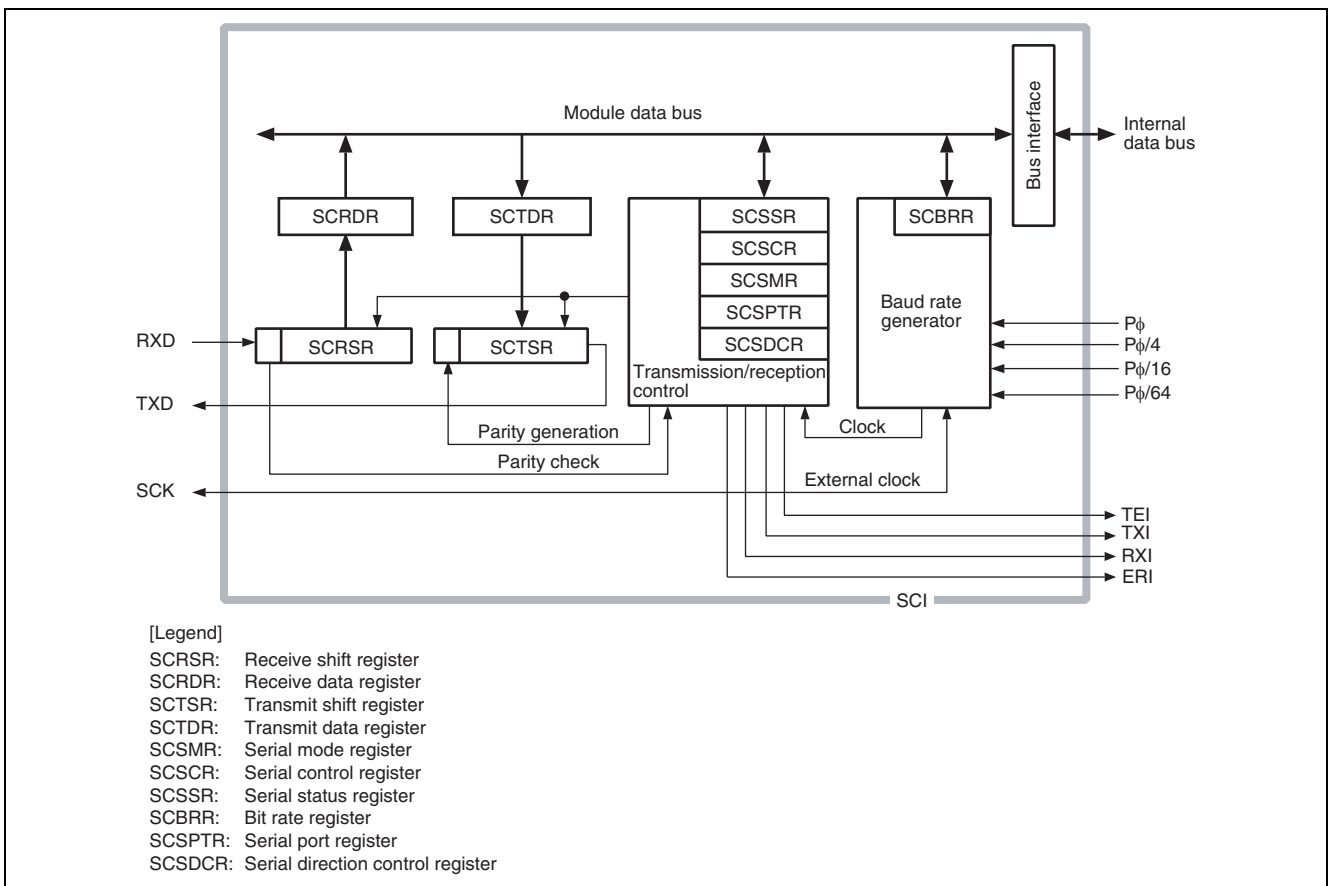 Module data bus
Bus interface
Internal
data bus
SCRDR
SCTDR
SCSSR
SCSCR
SCSMR
SCSPTR
SCSDCR
Transmission/reception
control
SCBRR
Baud rate
generator
RXD
SCRSR
SCTSR
Pϕ
Pϕ/4
Pϕ/16
Pϕ/64
TXD
Parity generation
Clock
Parity check
SCK
External clock
TEI
TXI
RXI
ERI
SCI
[Legend]
SCRSR: Receive shift register
SCRDR: Receive data register
SCTSR: Transmit shift register
SCTDR: Transmit data register
SCSMR: Serial mode register
SCSCR: Serial control register
SCSSR: Serial status register
SCBRR: Bit rate register
SCSPTR: Serial port register
SCSDCR: Serial direction control register